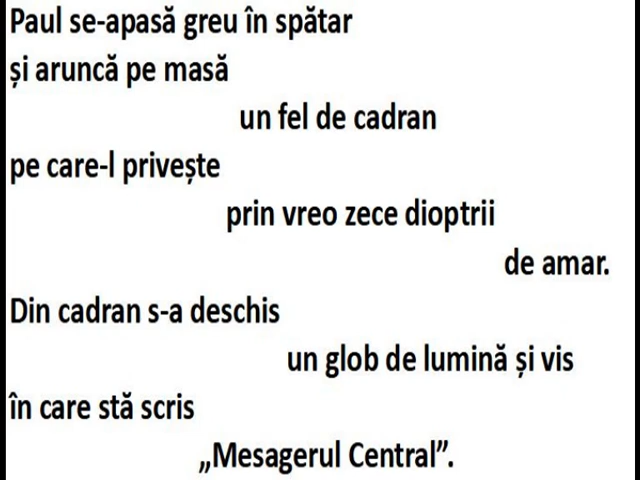 Paul se-apasă greu în spătar
și aruncă pe masă
un fel de cadran
pe care-l privește
prin vreo zece dioptrii
de amar.
Din cadran s-a deschis
un glob de lumină și vis
în care stă scris
„Mesagerul Central”.